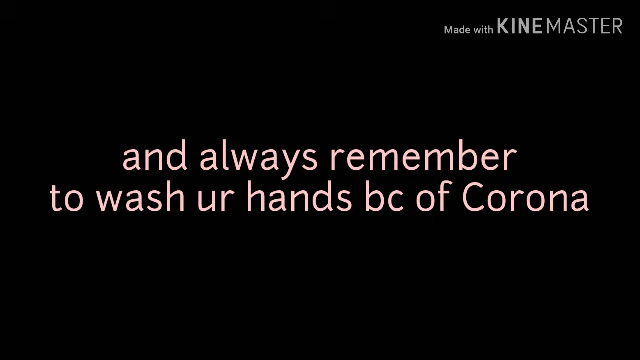 Made with KINEMASTER
and always remember
to wash ur hands bc of Corona